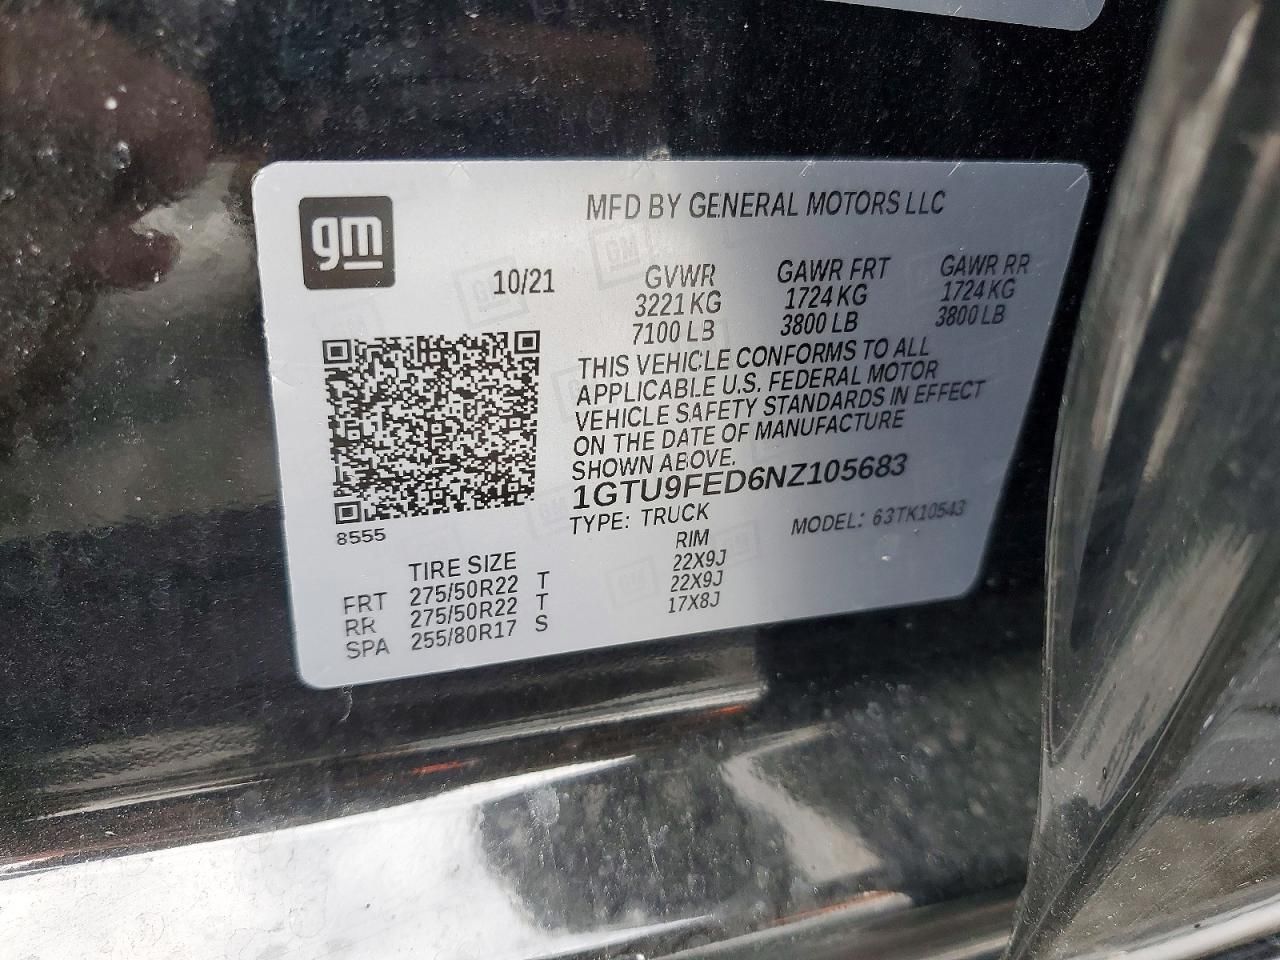 gm
MFD BY GENERAL MOTORS LLC
10/21
GVWR GAWR FRT GAWR RR
3221 KG 1724 KG 1724 KG
7100 LB 3800 LB 3800 LB
THIS VEHICLE CONFORMS TO ALL
APPLICABLE U.S. FEDERAL MOTOR
VEHICLE SAFETY STANDARDS IN EFFECT
ON THE DATE OF MANUFACTURE
SHOWN ABOVE.
1GTU9FED6NZ105683
TYPE: TRUCK MODEL: 63TK10543
8555
TIRE SIZE RIM
FRT 275/50R22 T 22X9J
RR 275/50R22 T 22X9J
SPA 255/80R17 S 17X8J